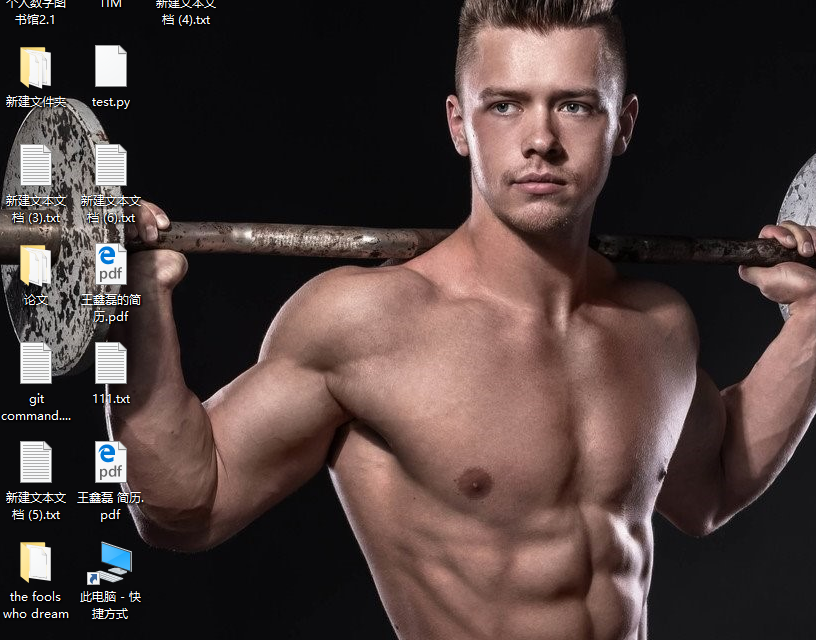 个人数字图
书馆2.1
TIM
新建文本文
档 (4).txt
新建文件夹
test.py
新建文本文
档 (3).txt
新建文本文
档 (6).txt
论文
pdf
王鑫磊的简
历.pdf
git
command....
111.txt
新建文本文
档 (5).txt
pdf
王鑫磊 简历.
pdf
the fools
who dream
此电脑 - 快
捷方式